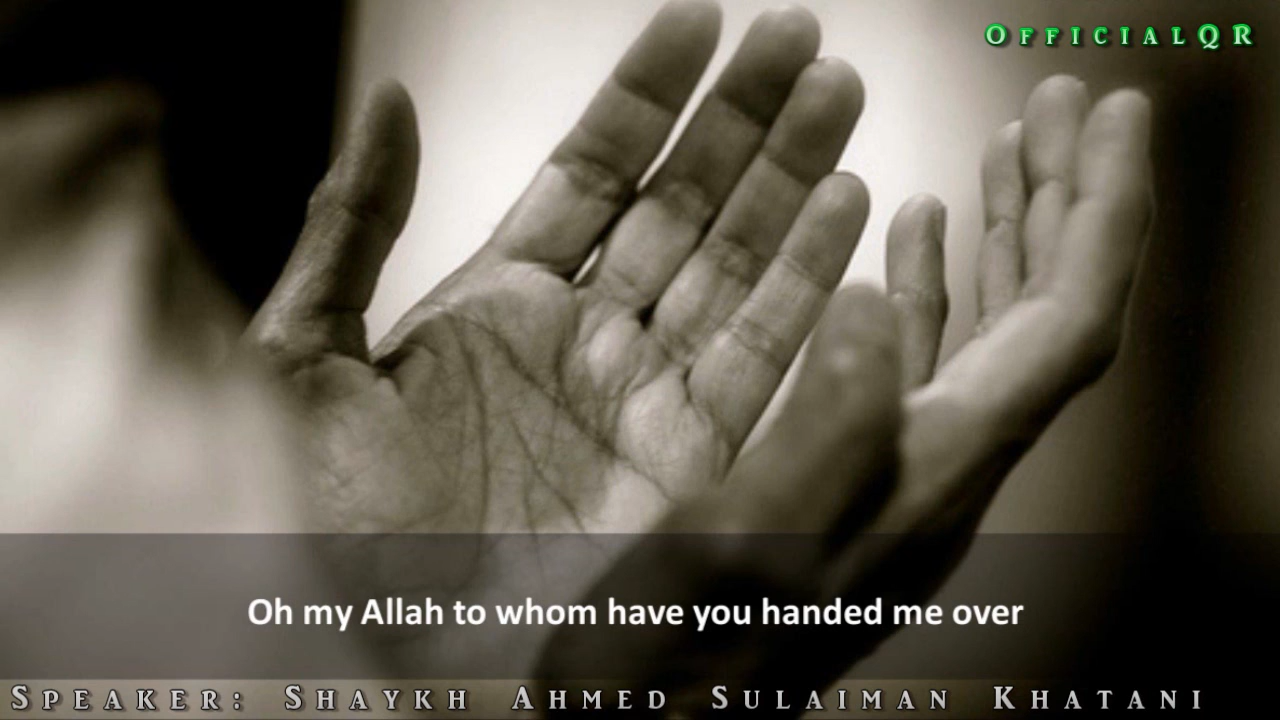 OFFICIALQR
Oh my Allah to whom have you handed me over
SPEAKER: SHAYKH AHMED SULAIMAN KHATANI